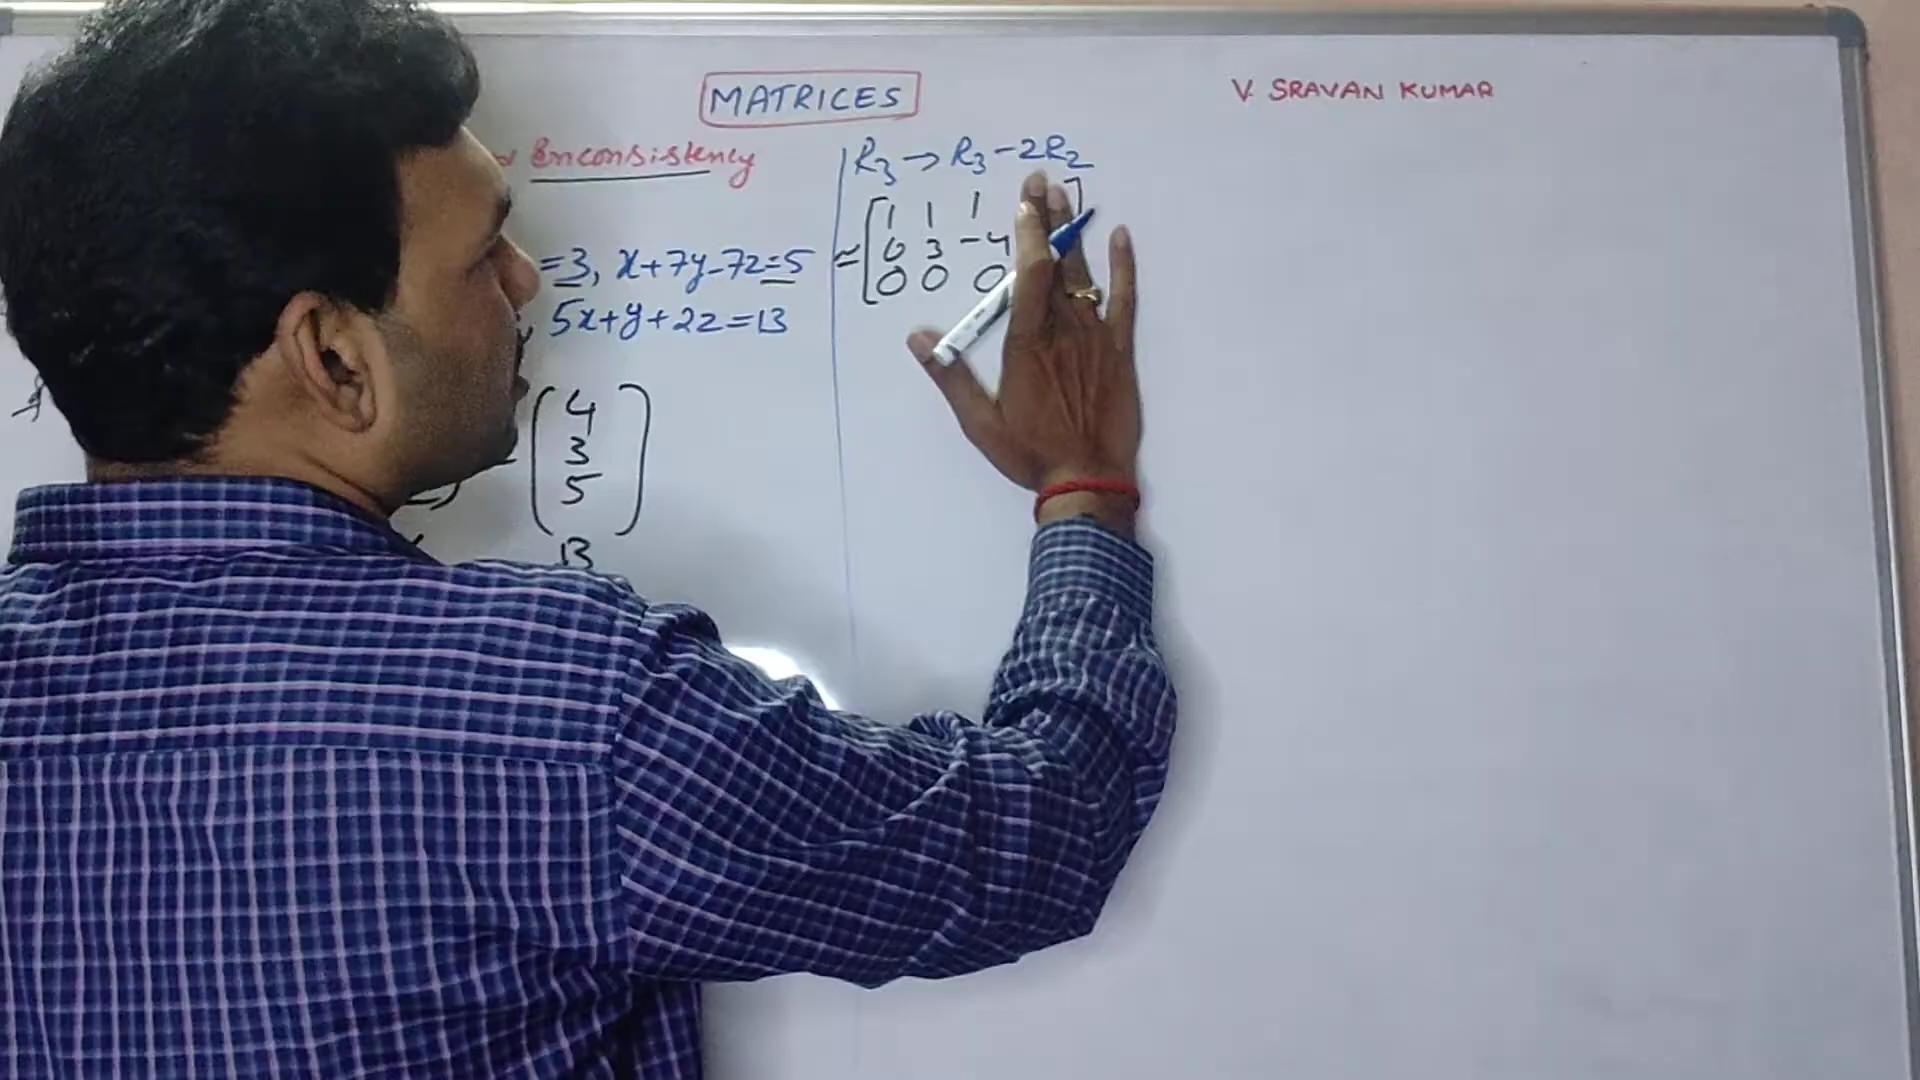 MATRICES
V. SRAVAN KUMAR
Enconsistency
=3, x+7y-7z=5
5x+y+2z=13
4
3
5
13
R3 → R3 -2R2
1 1 1
≈ 0 3 -4
0 0 0